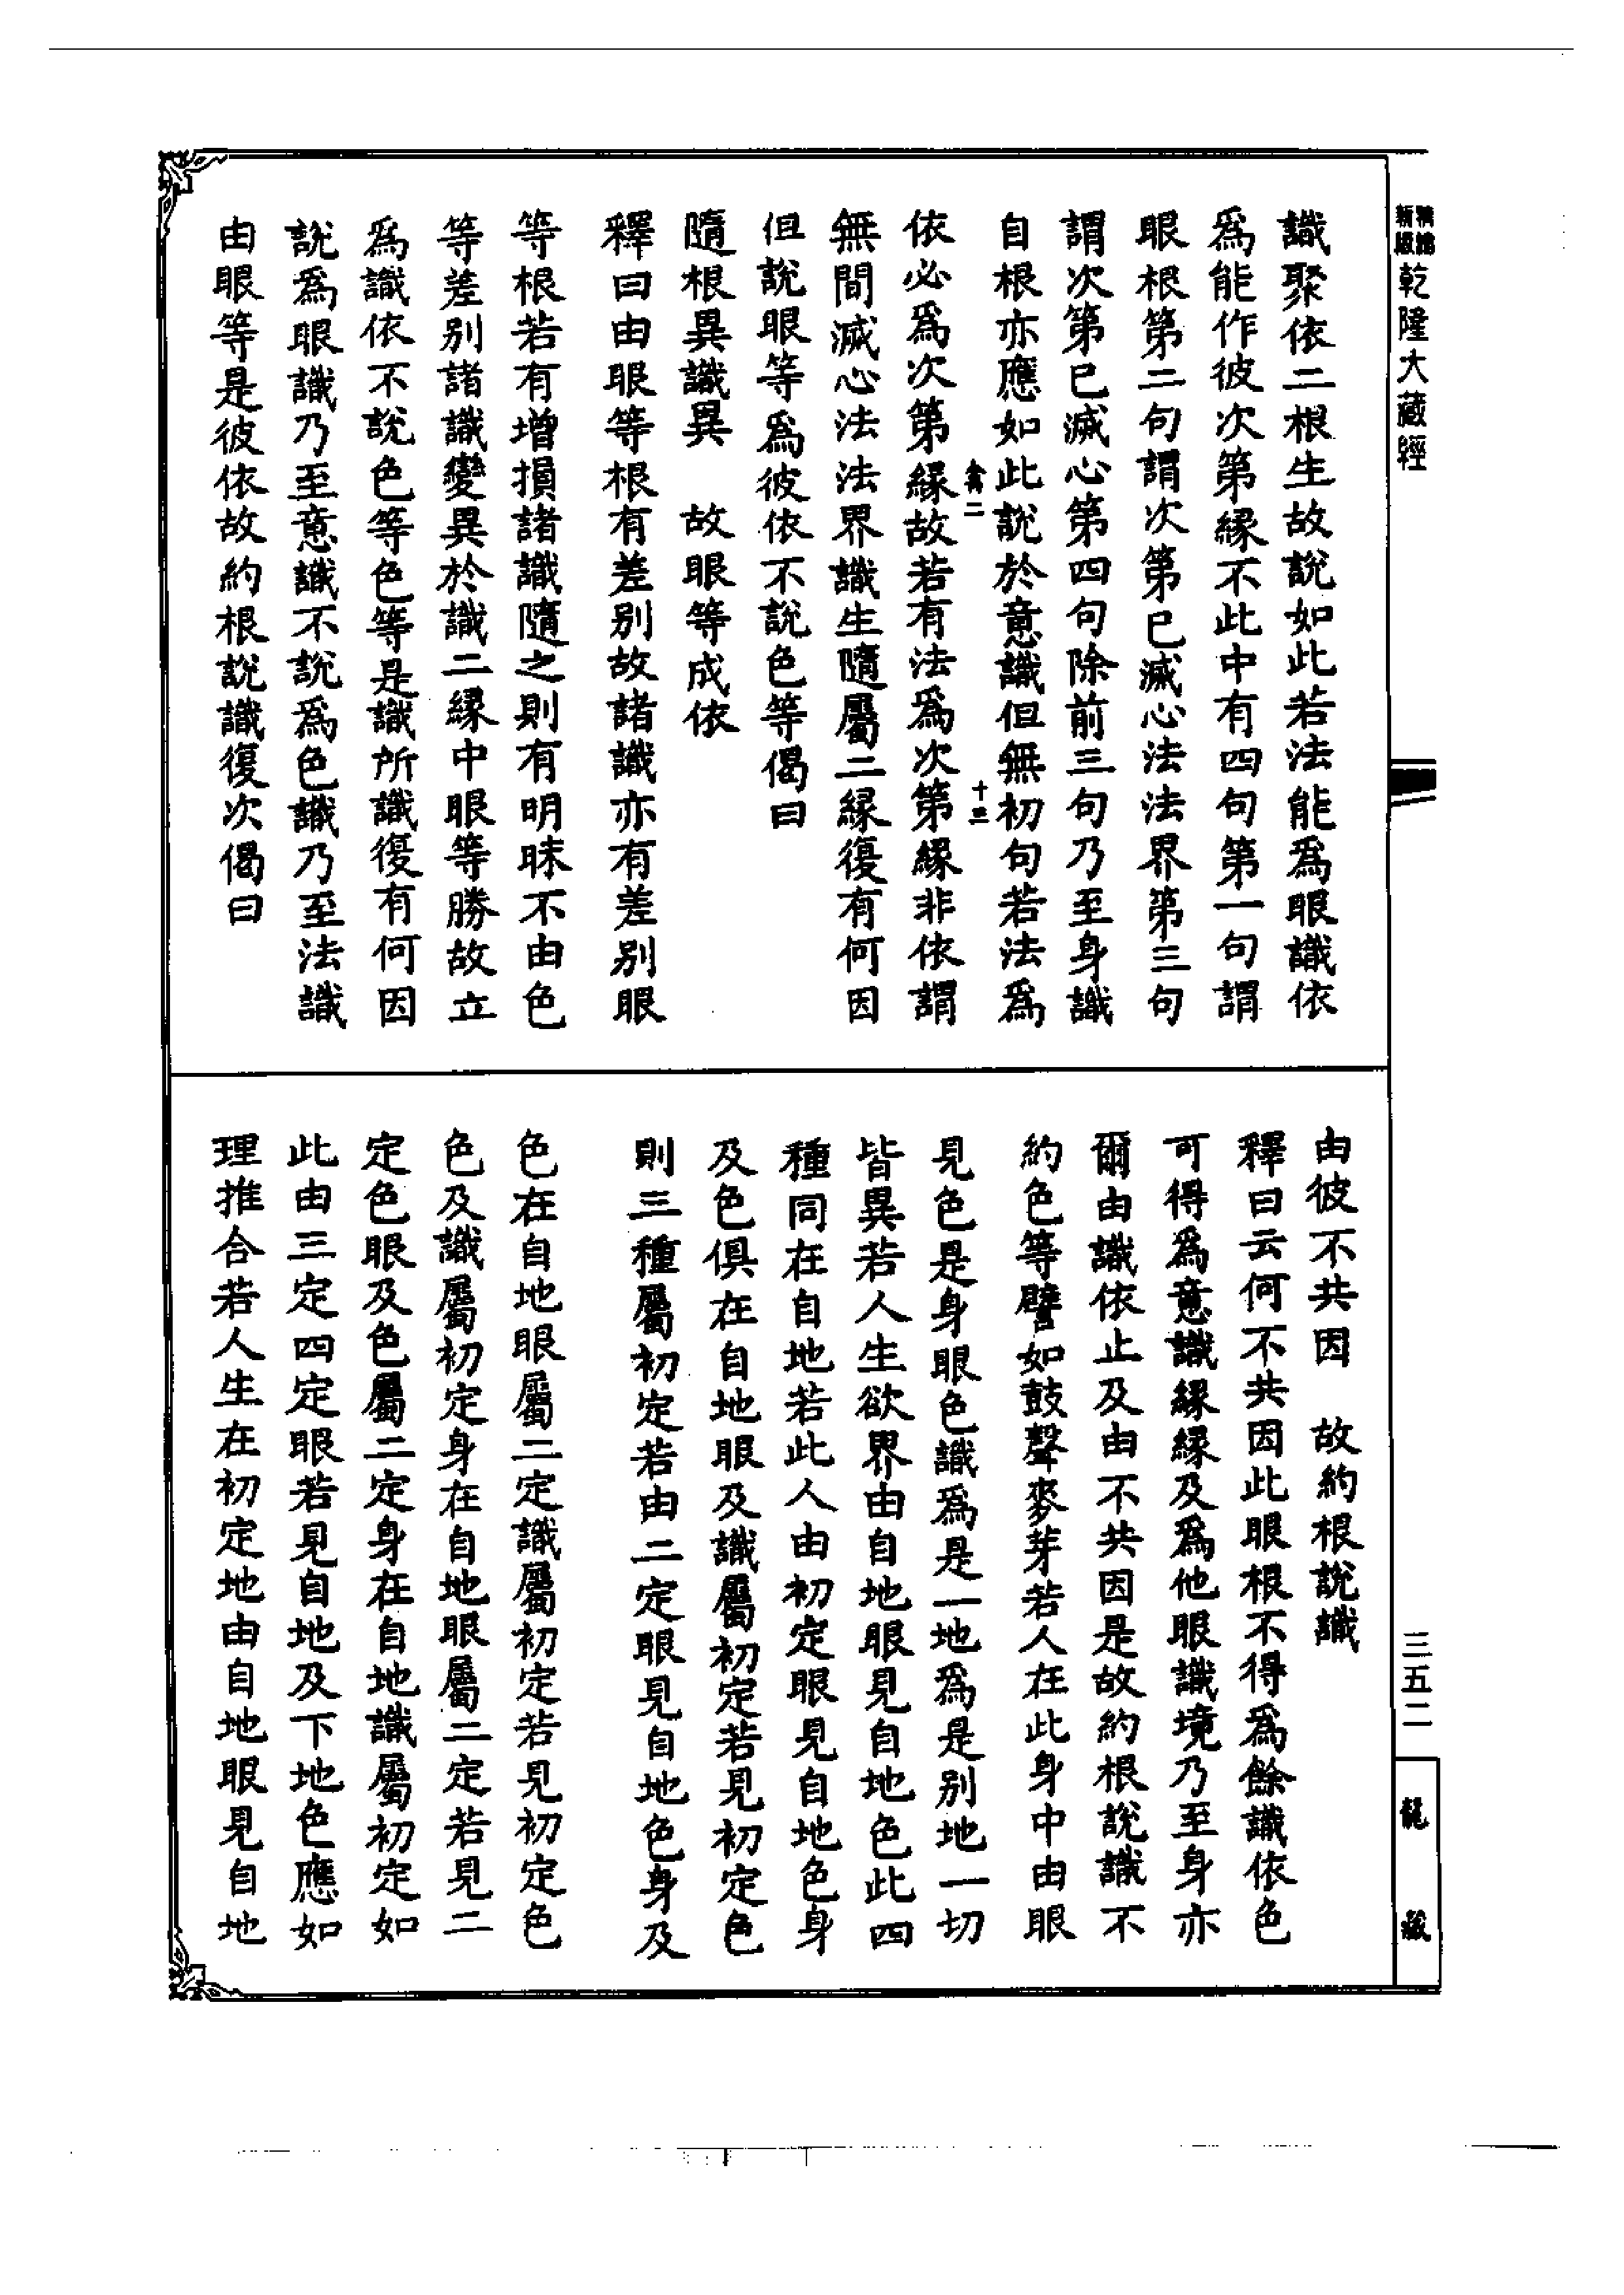 新編
縮版
乾隆大藏經
識聚依二根生故說如此若法能爲眼識依
爲能作彼次第緣不此中有四句第一句謂
眼根第二句謂次第已滅心法法界第三句
謂次第已滅心第四句除前三句乃至身識
自根亦應如此說於意識但無初句若法爲
十三
依必爲次第緣故若有法爲次第緣非依謂
無間滅心法法界識生隨屬二緣復有何因
但說眼等爲彼依不說色等偈曰
隨根異識異　故眼等成依
釋曰由眼等根有差別故諸識亦有差別眼
等根若有增損諸識隨之則有明昧不由色
等差別諸識變異於識二緣中眼等勝故立
爲識依不說色等色等是識所識復有何因
說爲眼識乃至意識不說爲色識乃至法識
由眼等是彼依故約根說識復次偈曰
由彼不共因　故約根說識
釋曰云何不共因此眼根不得爲餘識依色
可得爲意識緣緣及爲他眼識境乃至身亦
爾由識依止及由不共因是故約根說識不
約色等譬如鼓聲麥芽若人在此身中由眼
見色是身眼色識爲是一地爲是別地一切
皆異若人生欲界由自地眼見自地色此四
種同在自地若此人由初定眼見自地色身
及色俱在自地眼及識屬初定若見初定色
則三種屬初定若由二定眼見自地色身及
色在自地眼屬二定識屬初定若見初定色
色及識屬初定身在自地眼屬二定若見二
定色眼及色屬二定身在自地識屬初定如
此由三定四定眼若見自地及下地色應如
理推合若人生在初定地由自地眼見自地
三五二
龍藏